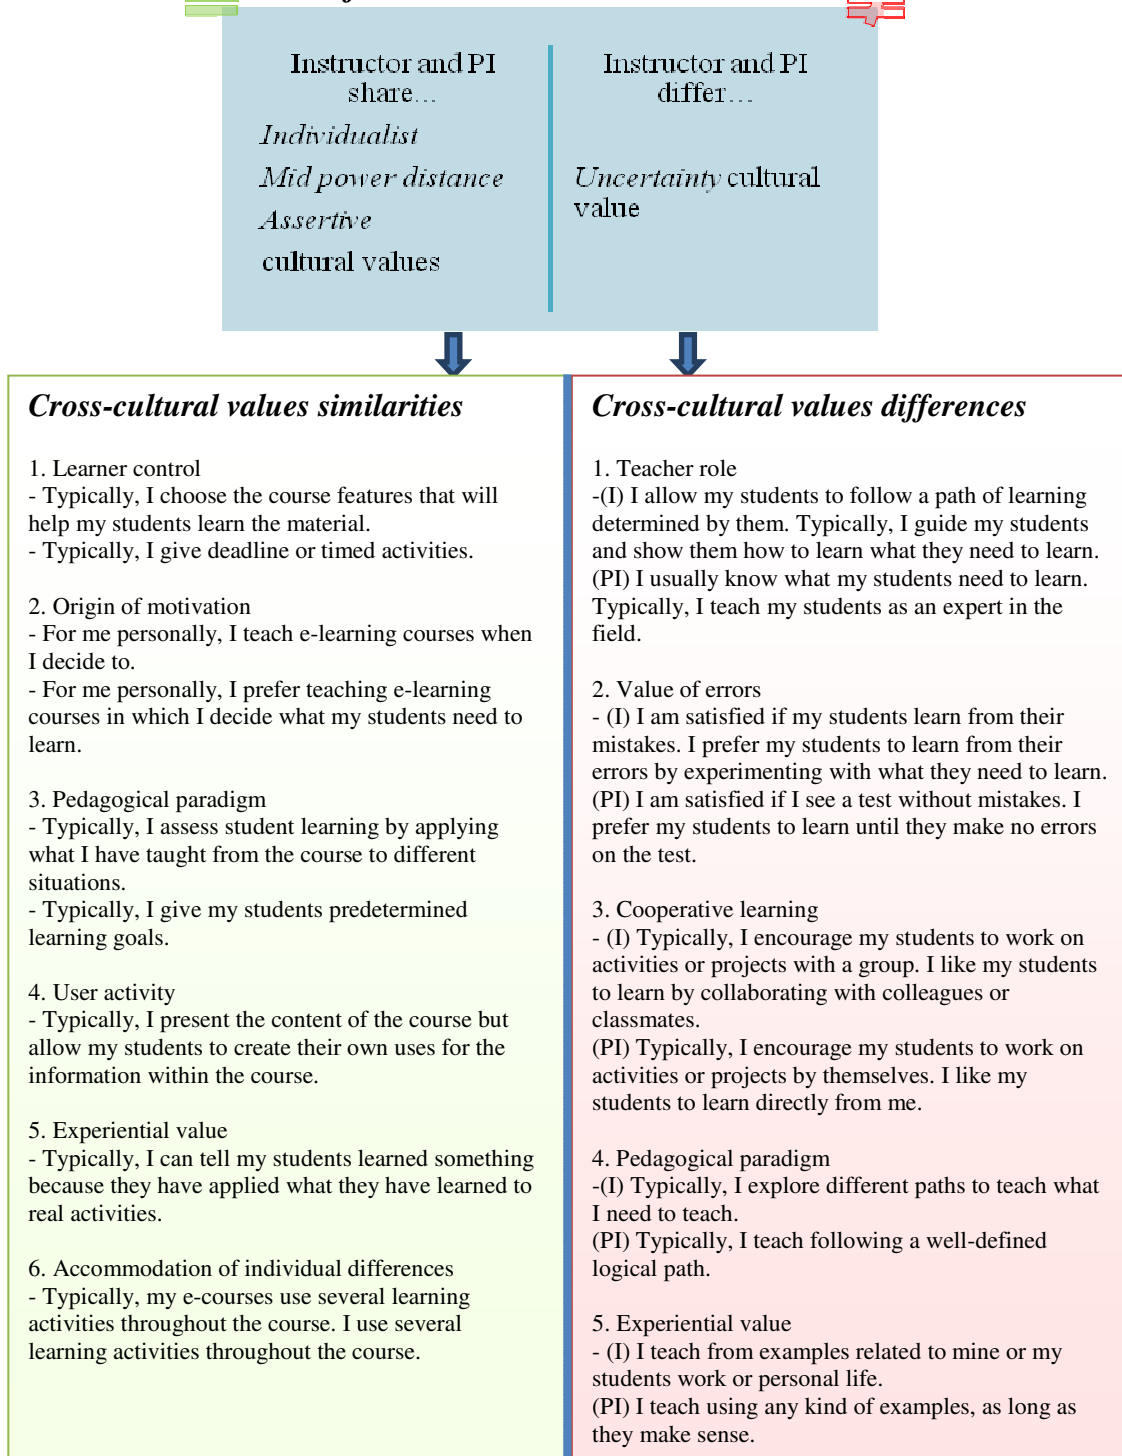 Instructor and PI
share...
Individualist
Mid power distance
Assertive
cultural values
Instructor and PI
differ...
Uncertainty cultural
value
Cross-cultural values similarities
1. Learner control
- Typically, I choose the course features that will
help my students learn the material.
- Typically, I give deadline or timed activities.
2. Origin of motivation
- For me personally, I teach e-learning courses when
I decide to.
- For me personally, I prefer teaching e-learning
courses in which I decide what my students need to
learn.
3. Pedagogical paradigm
- Typically, I assess student learning by applying
what I have taught from the course to different
situations.
- Typically, I give my students predetermined
learning goals.
4. User activity
- Typically, I present the content of the course but
allow my students to create their own uses for the
information within the course.
5. Experiential value
- Typically, I can tell my students learned something
because they have applied what they have learned to
real activities.
6. Accommodation of individual differences
- Typically, my e-courses use several learning
activities throughout the course. I use several
learning activities throughout the course.
Cross-cultural values differences
1. Teacher role
-(I) I allow my students to follow a path of learning
determined by them. Typically, I guide my students
and show them how to learn what they need to learn.
(PI) I usually know what my students need to learn.
Typically, I teach my students as an expert in the
field.
2. Value of errors
- (I) I am satisfied if my students learn from their
mistakes. I prefer my students to learn from their
errors by experimenting with what they need to learn.
(PI) I am satisfied if I see a test without mistakes. I
prefer my students to learn until they make no errors
on the test.
3. Cooperative learning
- (I) Typically, I encourage my students to work on
activities or projects with a group. I like my students
to learn by collaborating with colleagues or
classmates.
(PI) Typically, I encourage my students to work on
activities or projects by themselves. I like my
students to learn directly from me.
4. Pedagogical paradigm
-(I) Typically, I explore different paths to teach what
I need to teach.
(PI) Typically, I teach following a well-defined
logical path.
5. Experiential value
- (I) I teach from examples related to mine or my
students work or personal life.
(PI) I teach using any kind of examples, as long as
they make sense.